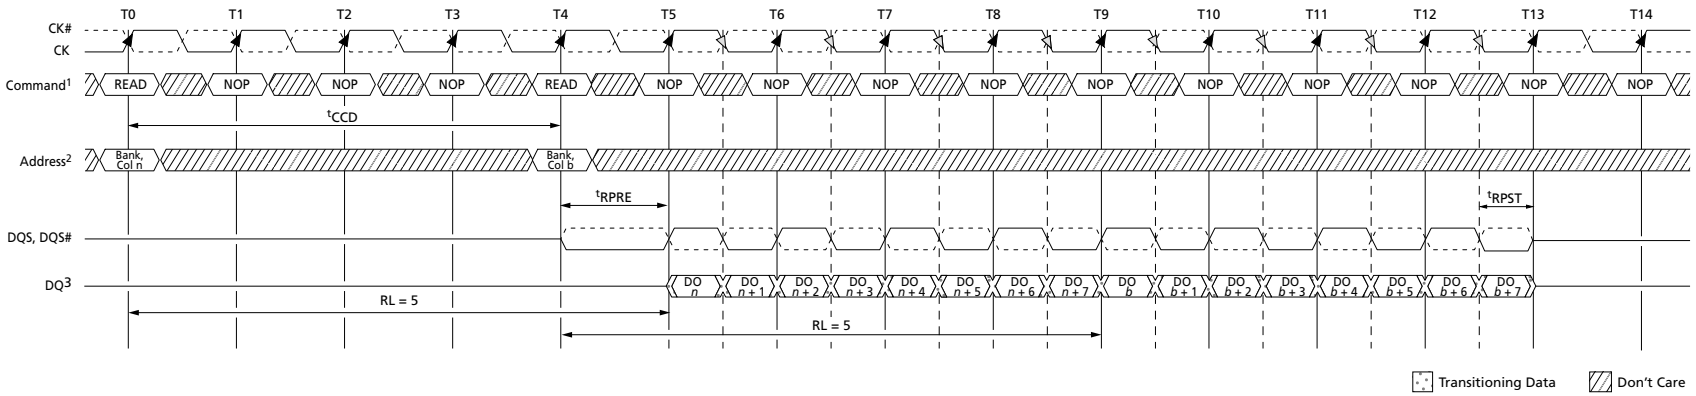 T0 T1 T2 T3 T4 T5 T6 T7 T8 T9 T10 T11 T12 T13 T14
CK#
CK
Command1 READ NOP NOP NOP READ NOP NOP NOP NOP NOP NOP NOP NOP NOP NOP
tCCD
Address2 Bank, Col n Bank, Col b
tRPRE tRPST
DQS, DQS#
DQ3 DO n DO n + 1 DO n + 2 DO n + 3 DO n + 4 DO n + 5 DO n + 6 DO n + 7 DO b DO b + 1 DO b + 2 DO b + 3 DO b + 4 DO b + 5 DO b + 6 DO b + 7
RL = 5
RL = 5
Transitioning Data Don't Care